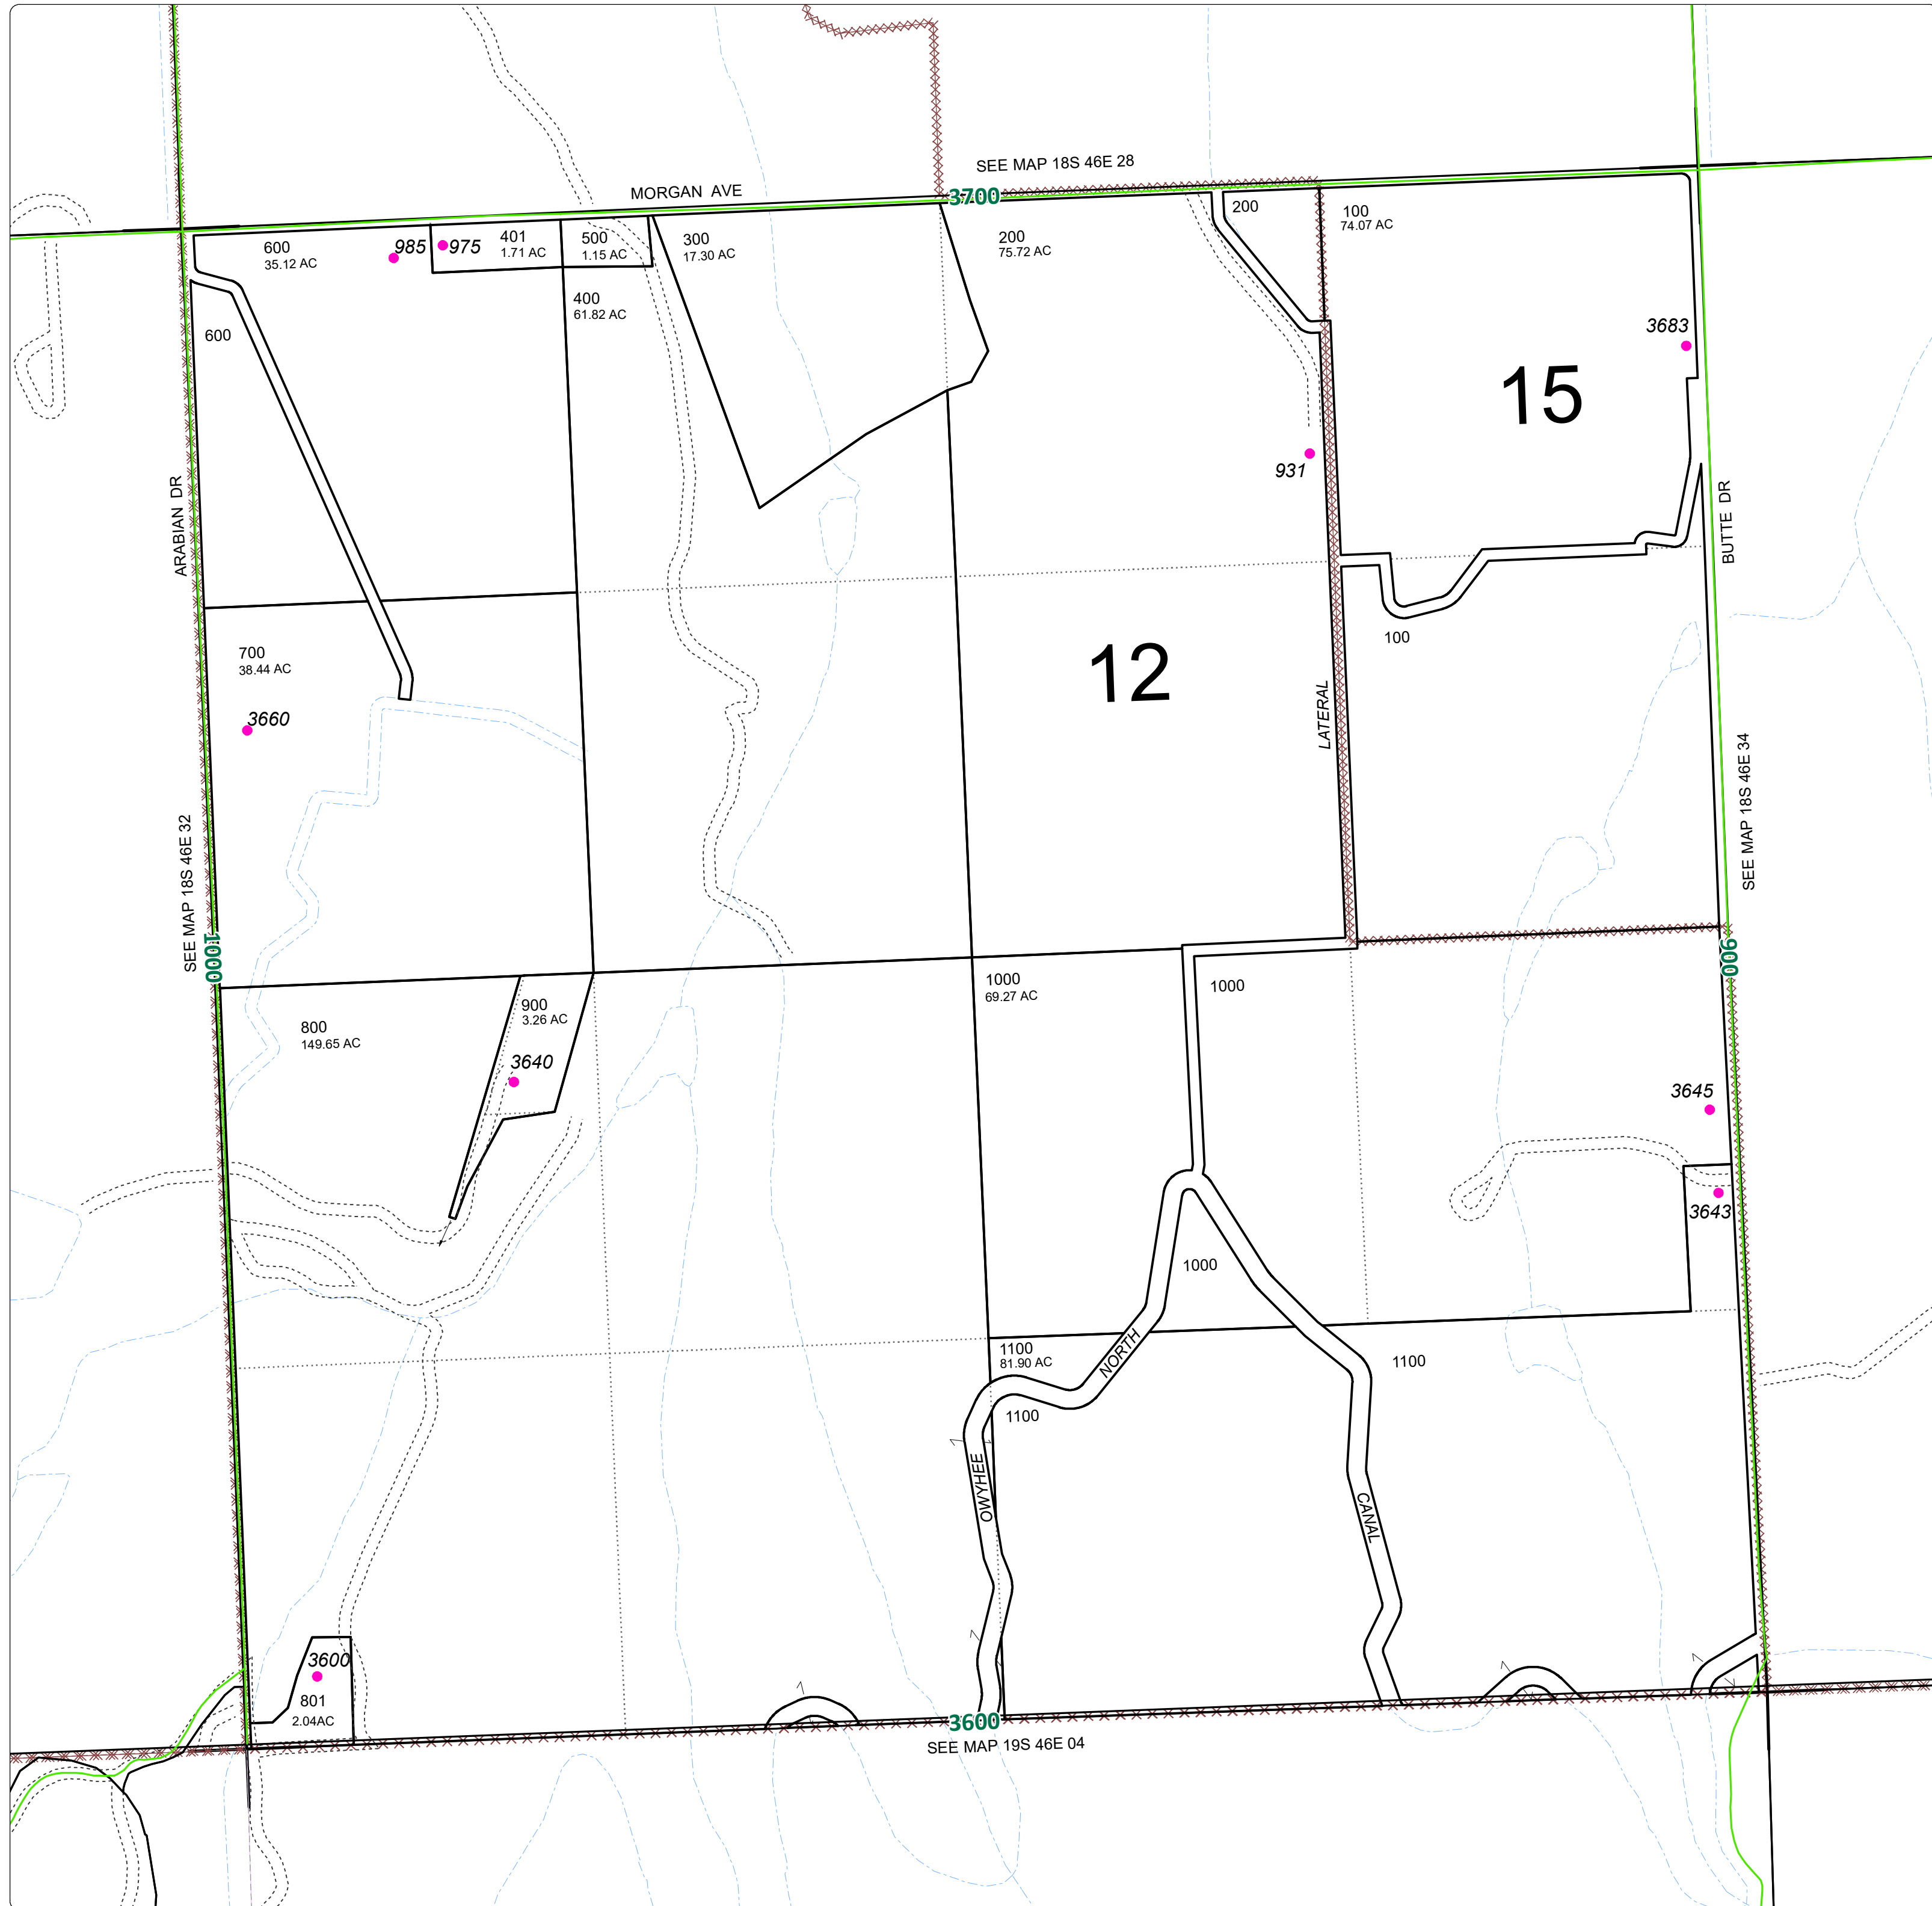 SEE MAP 18S 46E 28
MORGAN AVE
3700
200
100
74.07 AC
600
35.12 AC
985
975
401
1.71 AC
500
1.15 AC
300
17.30 AC
200
75.72 AC
400
61.82 AC
600
3683
15
931
ARABIAN DR
BUTTE DR
100
700
38.44 AC
12
3660
LATERAL
SEE MAP 18S 46E 32
SEE MAP 18S 46E 34
1000
900
1000
69.27 AC
1000
900
3.26 AC
800
149.65 AC
3640
3645
3643
1000
1100
81.90 AC
NORTH
1100
1100
OWYHEE
CANAL
3600
801
2.04AC
3600
SEE MAP 19S 46E 04